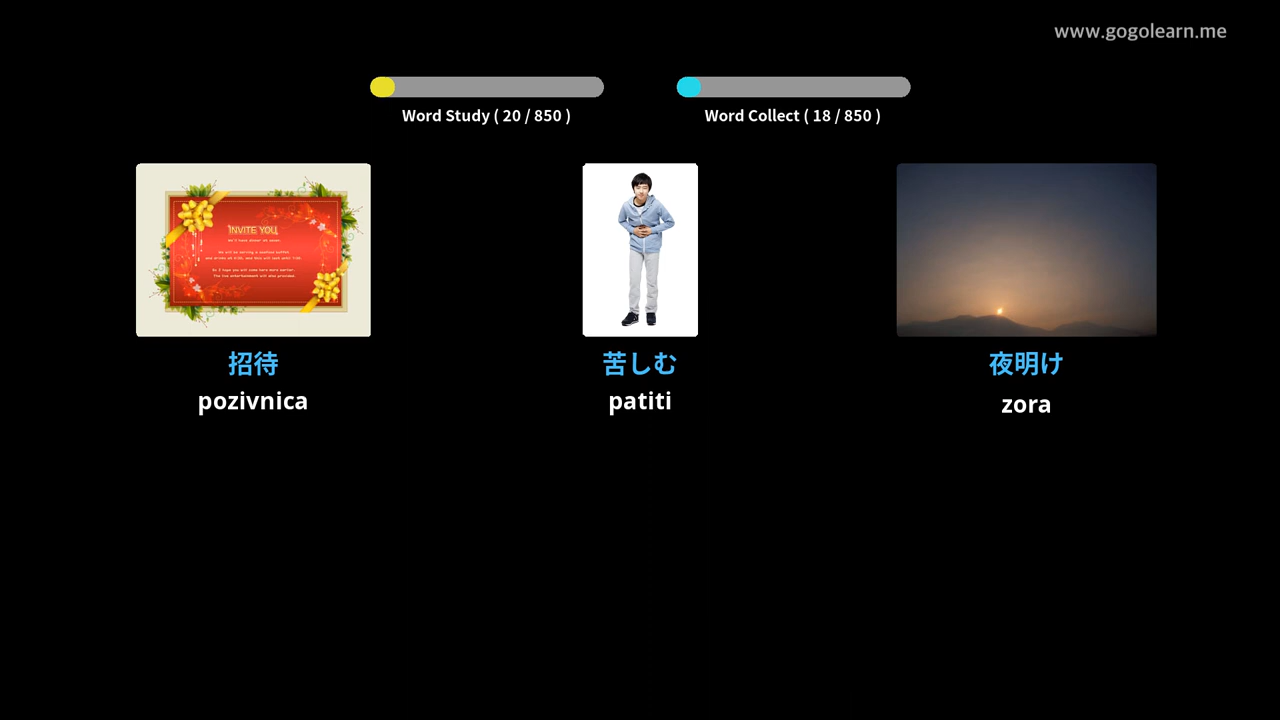 www.gogolearn.me
Word Study ( 20 / 850 )
Word Collect ( 18 / 850 )
INVITE YOU
招待
苦しむ
夜明け
pozivnica
patiti
zora